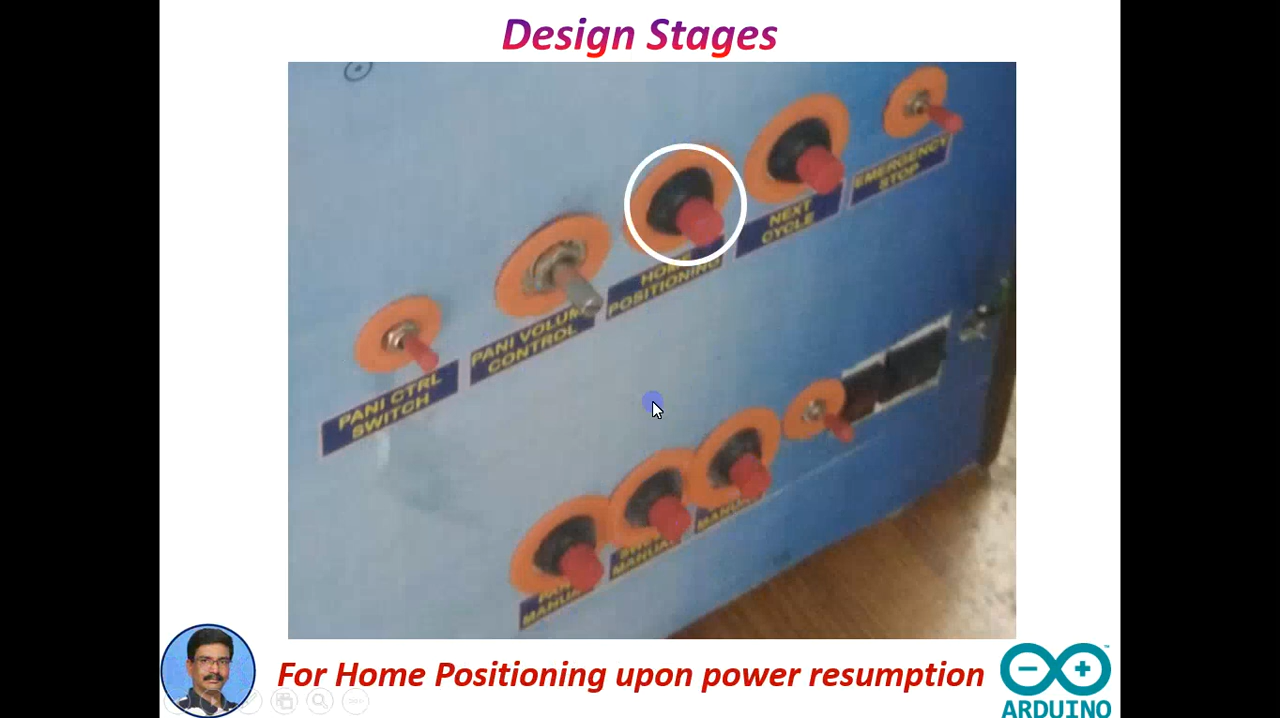 Design Stages
EMERGENCY
STOP
NEXT
CYCLE
HOME
POSITIONING
PANI VOLUME
CONTROL
PANI CTRL
SWITCH
MANUAL
MANUAL
For Home Positioning upon power resumption
ARDUINO